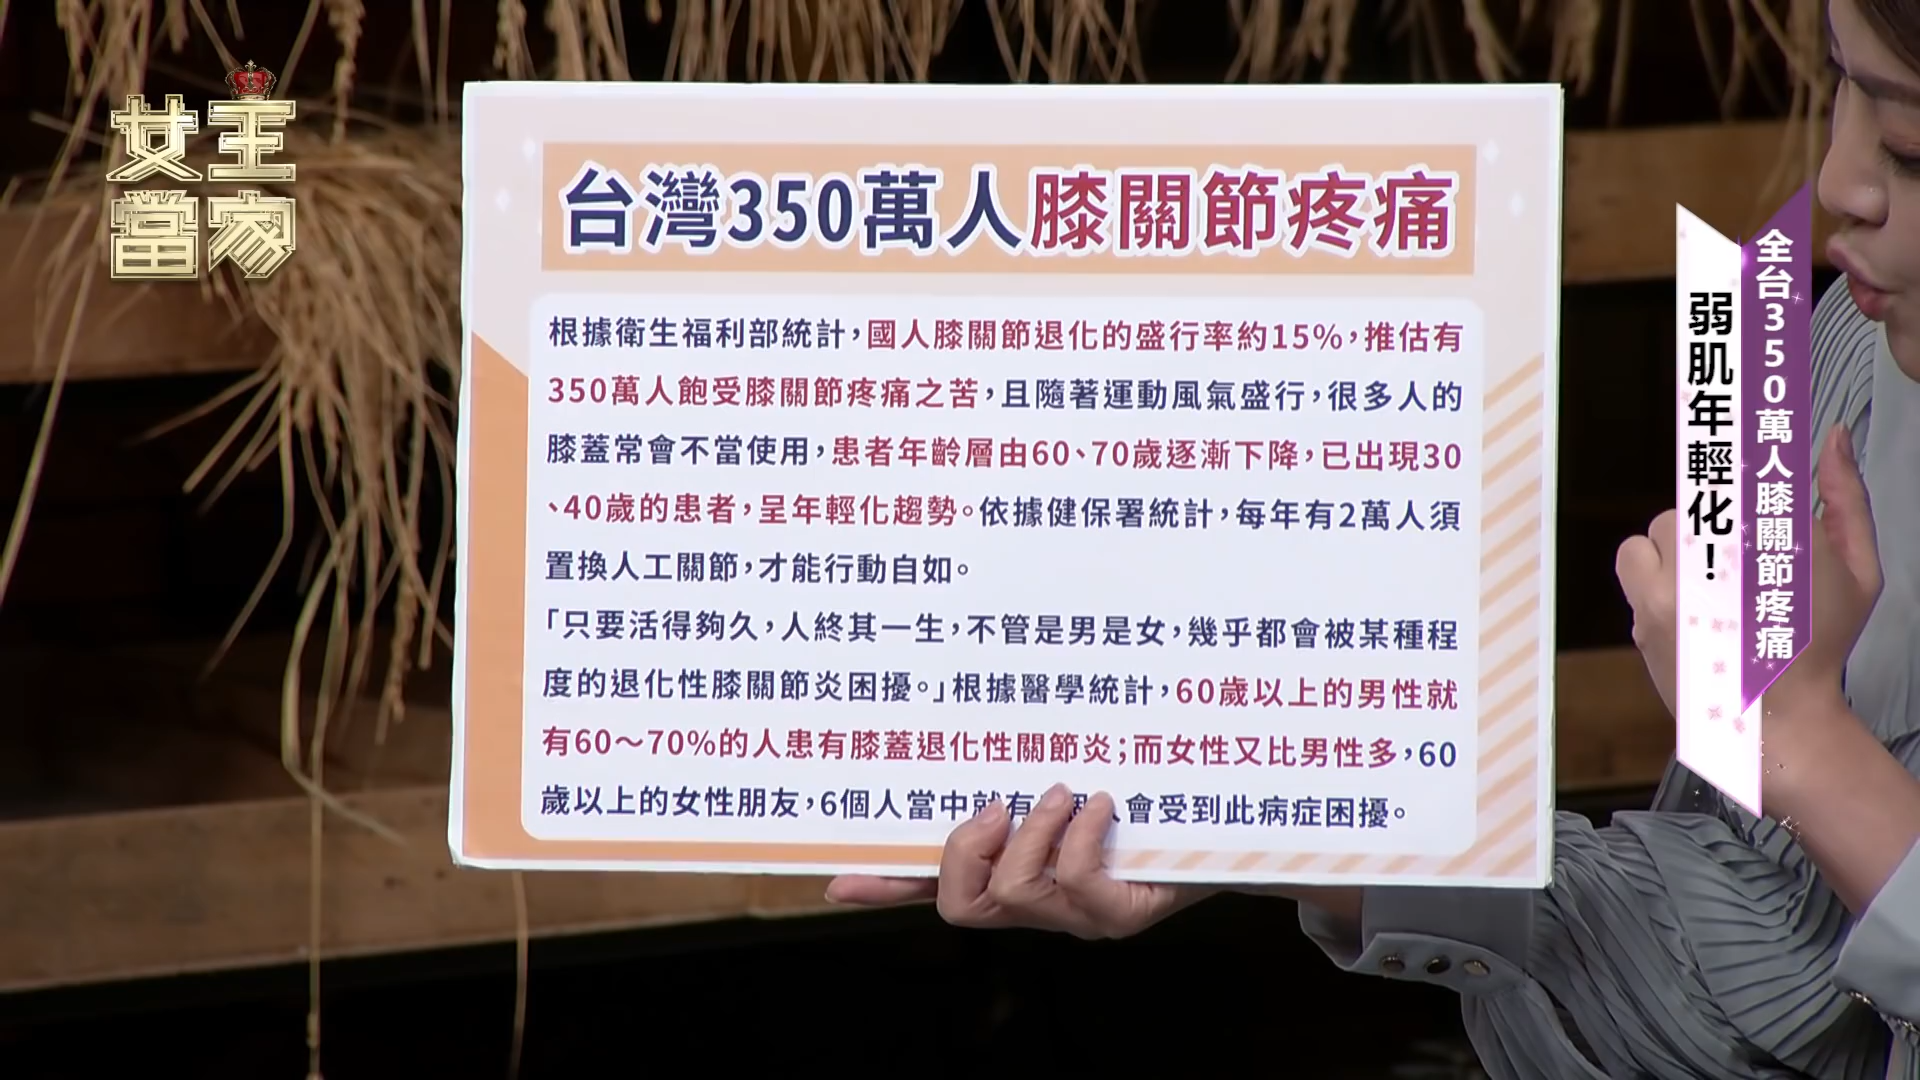 女王
當家
台灣350萬人膝關節疼痛
根據衛生福利部統計，國人膝關節退化的盛行率約15%，推估有
350萬人飽受膝關節疼痛之苦，且隨著運動風氣盛行，很多人的
膝蓋常會不當使用，患者年齡層由60、70歲逐漸下降，已出現30
、40歲的患者，呈年輕化趨勢。依據健保署統計，每年有2萬人須
置換人工關節，才能行動自如。
「只要活得夠久，人終其一生，不管是男是女，幾乎都會被某種程
度的退化性膝關節炎困擾。」根據醫學統計，60歲以上的男性就
有60～70%的人患有膝蓋退化性關節炎；而女性又比男性多，60
歲以上的女性朋友，6個人當中就有個人會受到此病症困擾。
全台350萬人膝關節疼痛
弱肌年輕化！